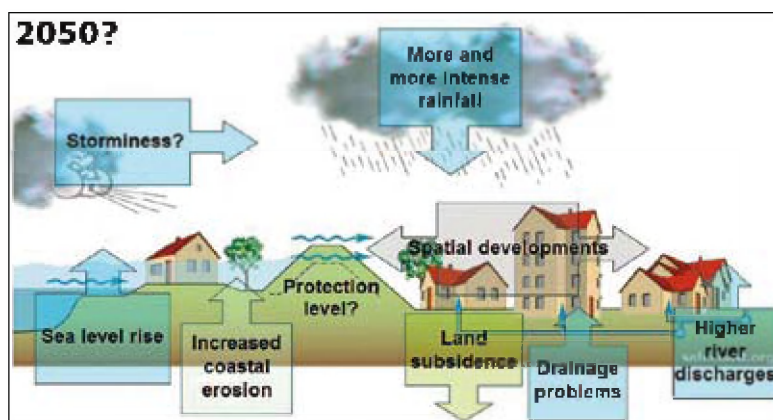 2050?
More and
more intense
rainfall
Storminess?
Spatial developments
Protection
level?
Sea level rise
Increased
coastal
erosion
Land
subsidence
Drainage
problems
Higher
river
discharges